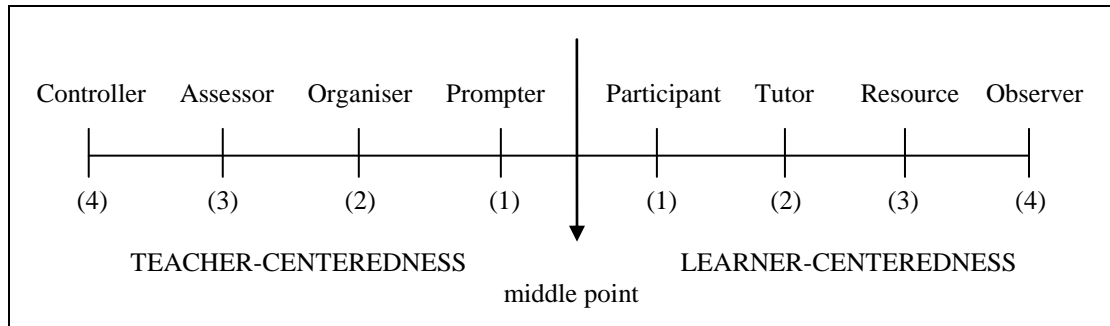 Controller Assessor Organiser Prompter Participant Tutor Resource Observer
(4) (3) (2) (1) (1) (2) (3) (4)
TEACHER-CENTEREDNESS LEARNER-CENTEREDNESS
middle point